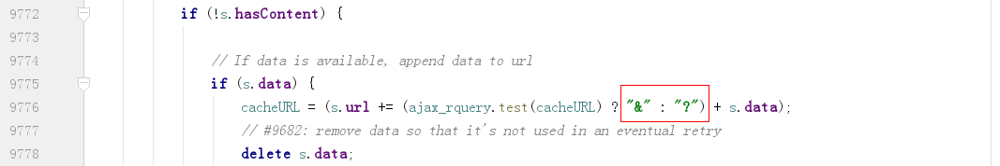 9772 if (!s.hasContent) {
9773
9774 // If data is available, append data to url
9775 if (s.data) {
9776 cacheURL = (s.url += (ajax_rquery.test(cacheURL) ? "&" : "?") + s.data);
9777 // #9682: remove data so that it's not used in an eventual retry
9778 delete s.data;